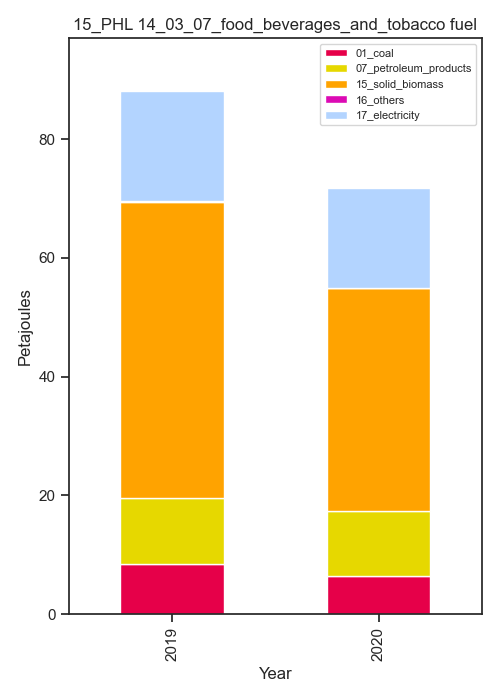 15_PHL 14_03_07_food_beverages_and_tobacco fuel
01_coal
07_petroleum_products
15_solid_biomass
16_others
17_electricity
80
60
40
20
0
Petajoules
2019
2020
Year